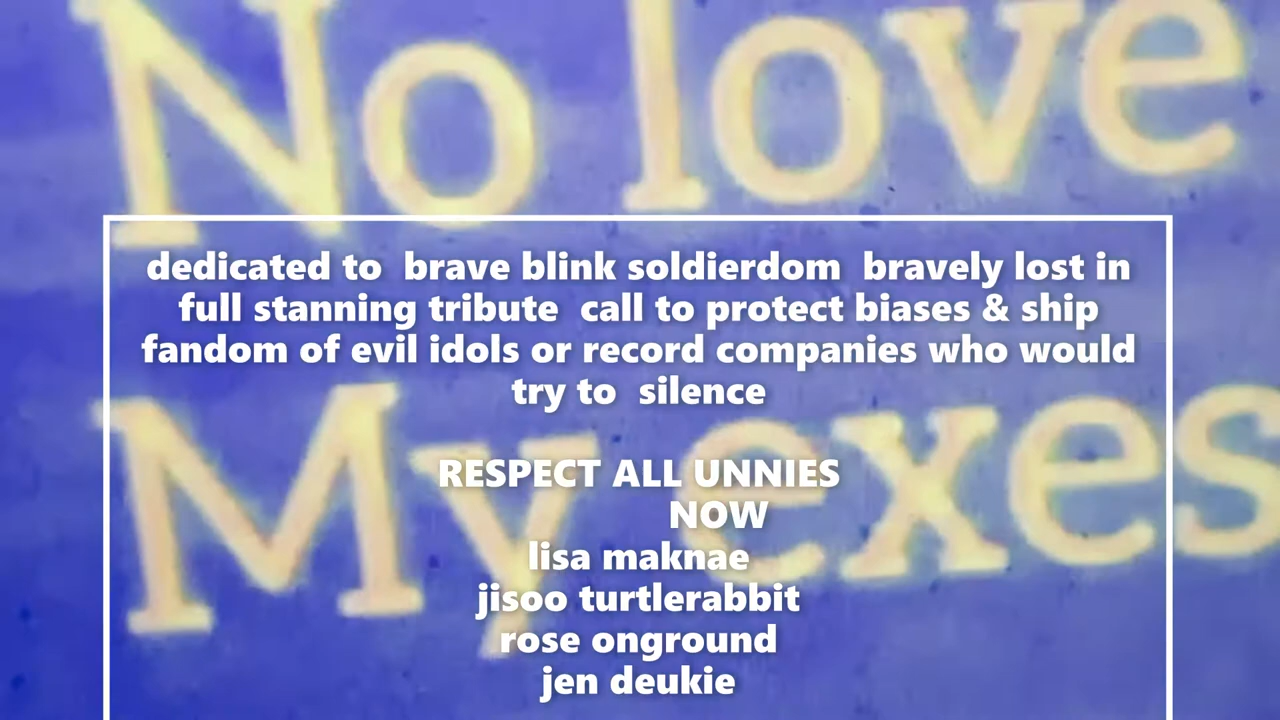 No love
dedicated to brave blink soldierdom bravely lost in
full stanning tribute call to protect biases & ship
fandom of evil idols or record companies who would
try to silence
My exes
RESPECT ALL UNNIES
NOW
lisa maknae
jisoo turtlerabbit
rose onground
jen deukie